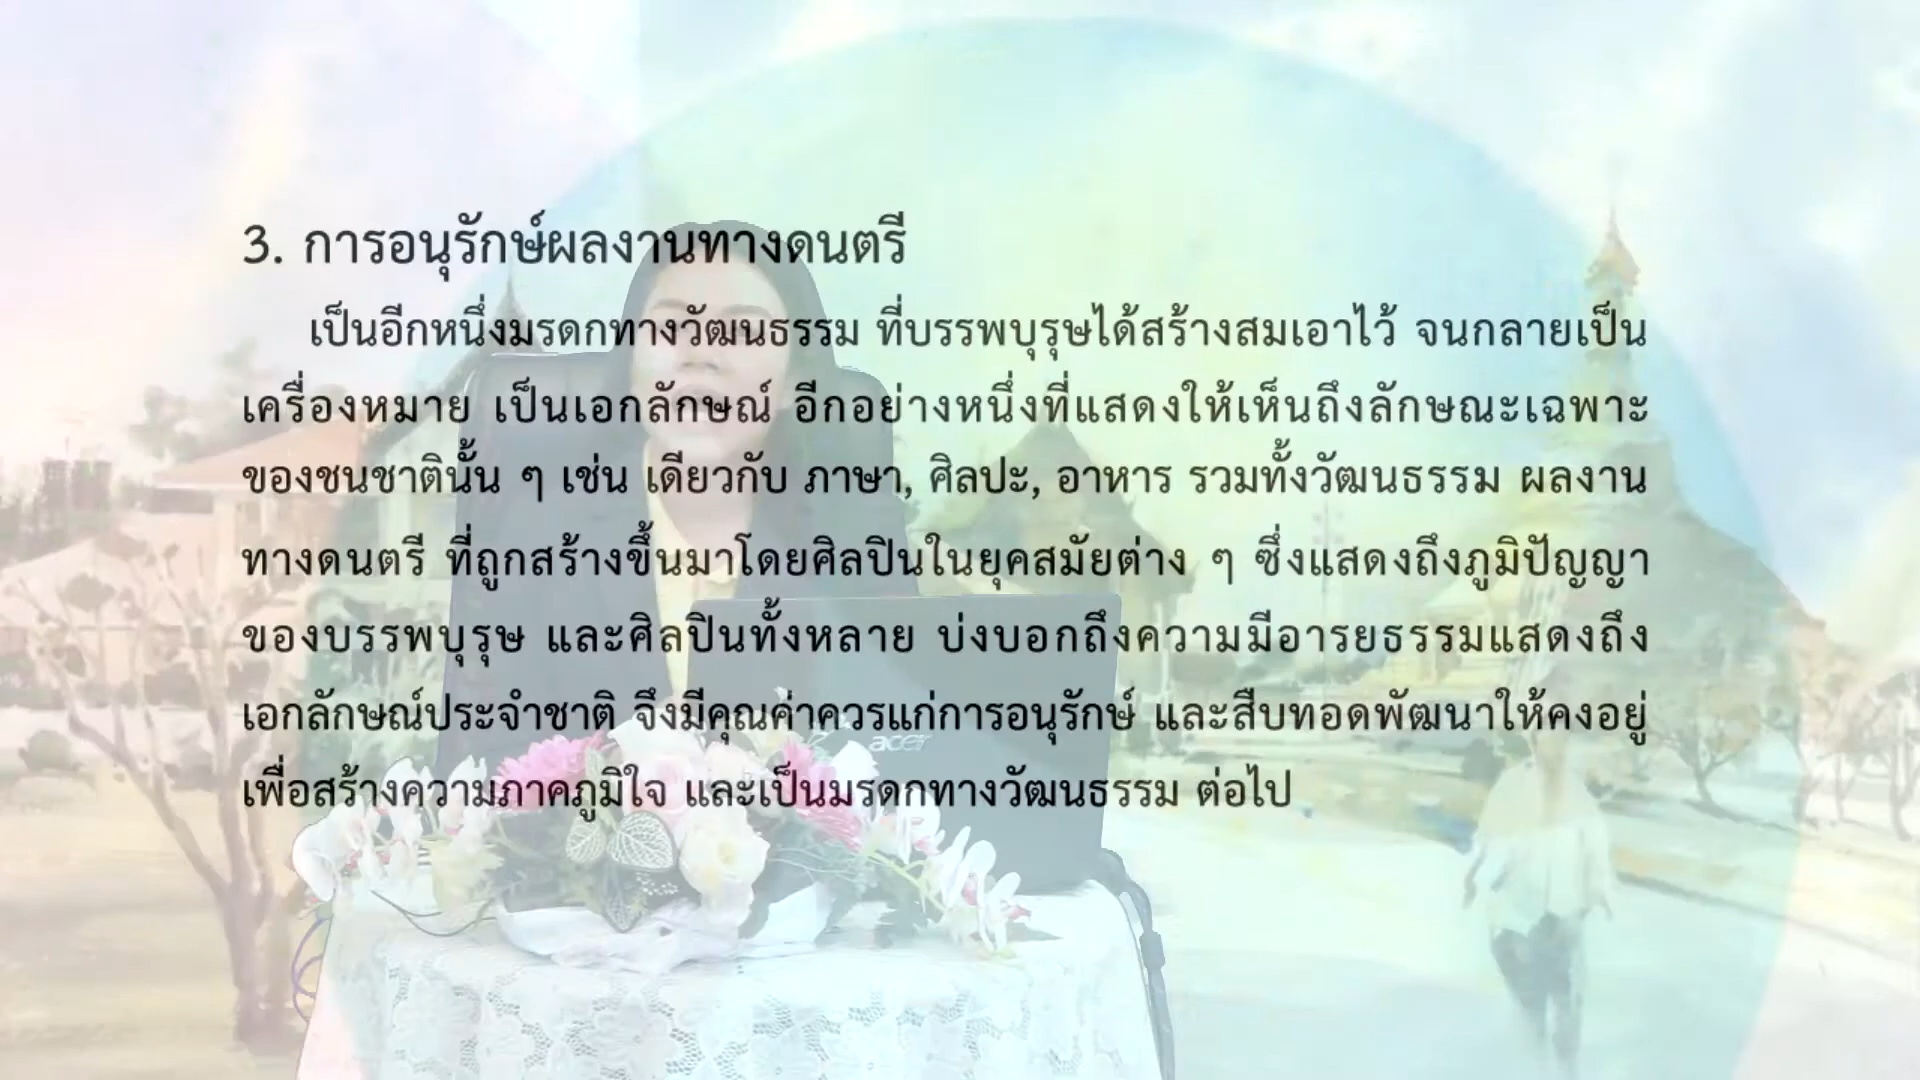 3. การอนุรักษ์ผลงานทางดนตรี
เป็นอีกหนึ่งมรดกทางวัฒนธรรม ที่บรรพบุรุษได้สร้างสมเอาไว้ จนกลายเป็น
เครื่องหมาย เป็นเอกลักษณ์ อีกอย่างหนึ่งที่แสดงให้เห็นถึงลักษณะเฉพาะ
ของชนชาตินั้น ๆ เช่น เดียวกับ ภาษา, ศิลปะ, อาหาร รวมทั้งวัฒนธรรม ผลงาน
ทางดนตรี ที่ถูกสร้างขึ้นมาโดยศิลปินในยุคสมัยต่าง ๆ ซึ่งแสดงถึงภูมิปัญญา
ของบรรพบุรุษ และศิลปินทั้งหลาย บ่งบอกถึงความมีอารยธรรมแสดงถึง
เอกลักษณ์ประจำชาติ จึงมีคุณค่าควรแก่การอนุรักษ์ และสืบทอดพัฒนาให้คงอยู่
acer
เพื่อสร้างความภาคภูมิใจ และเป็นมรดกทางวัฒนธรรม ต่อไป